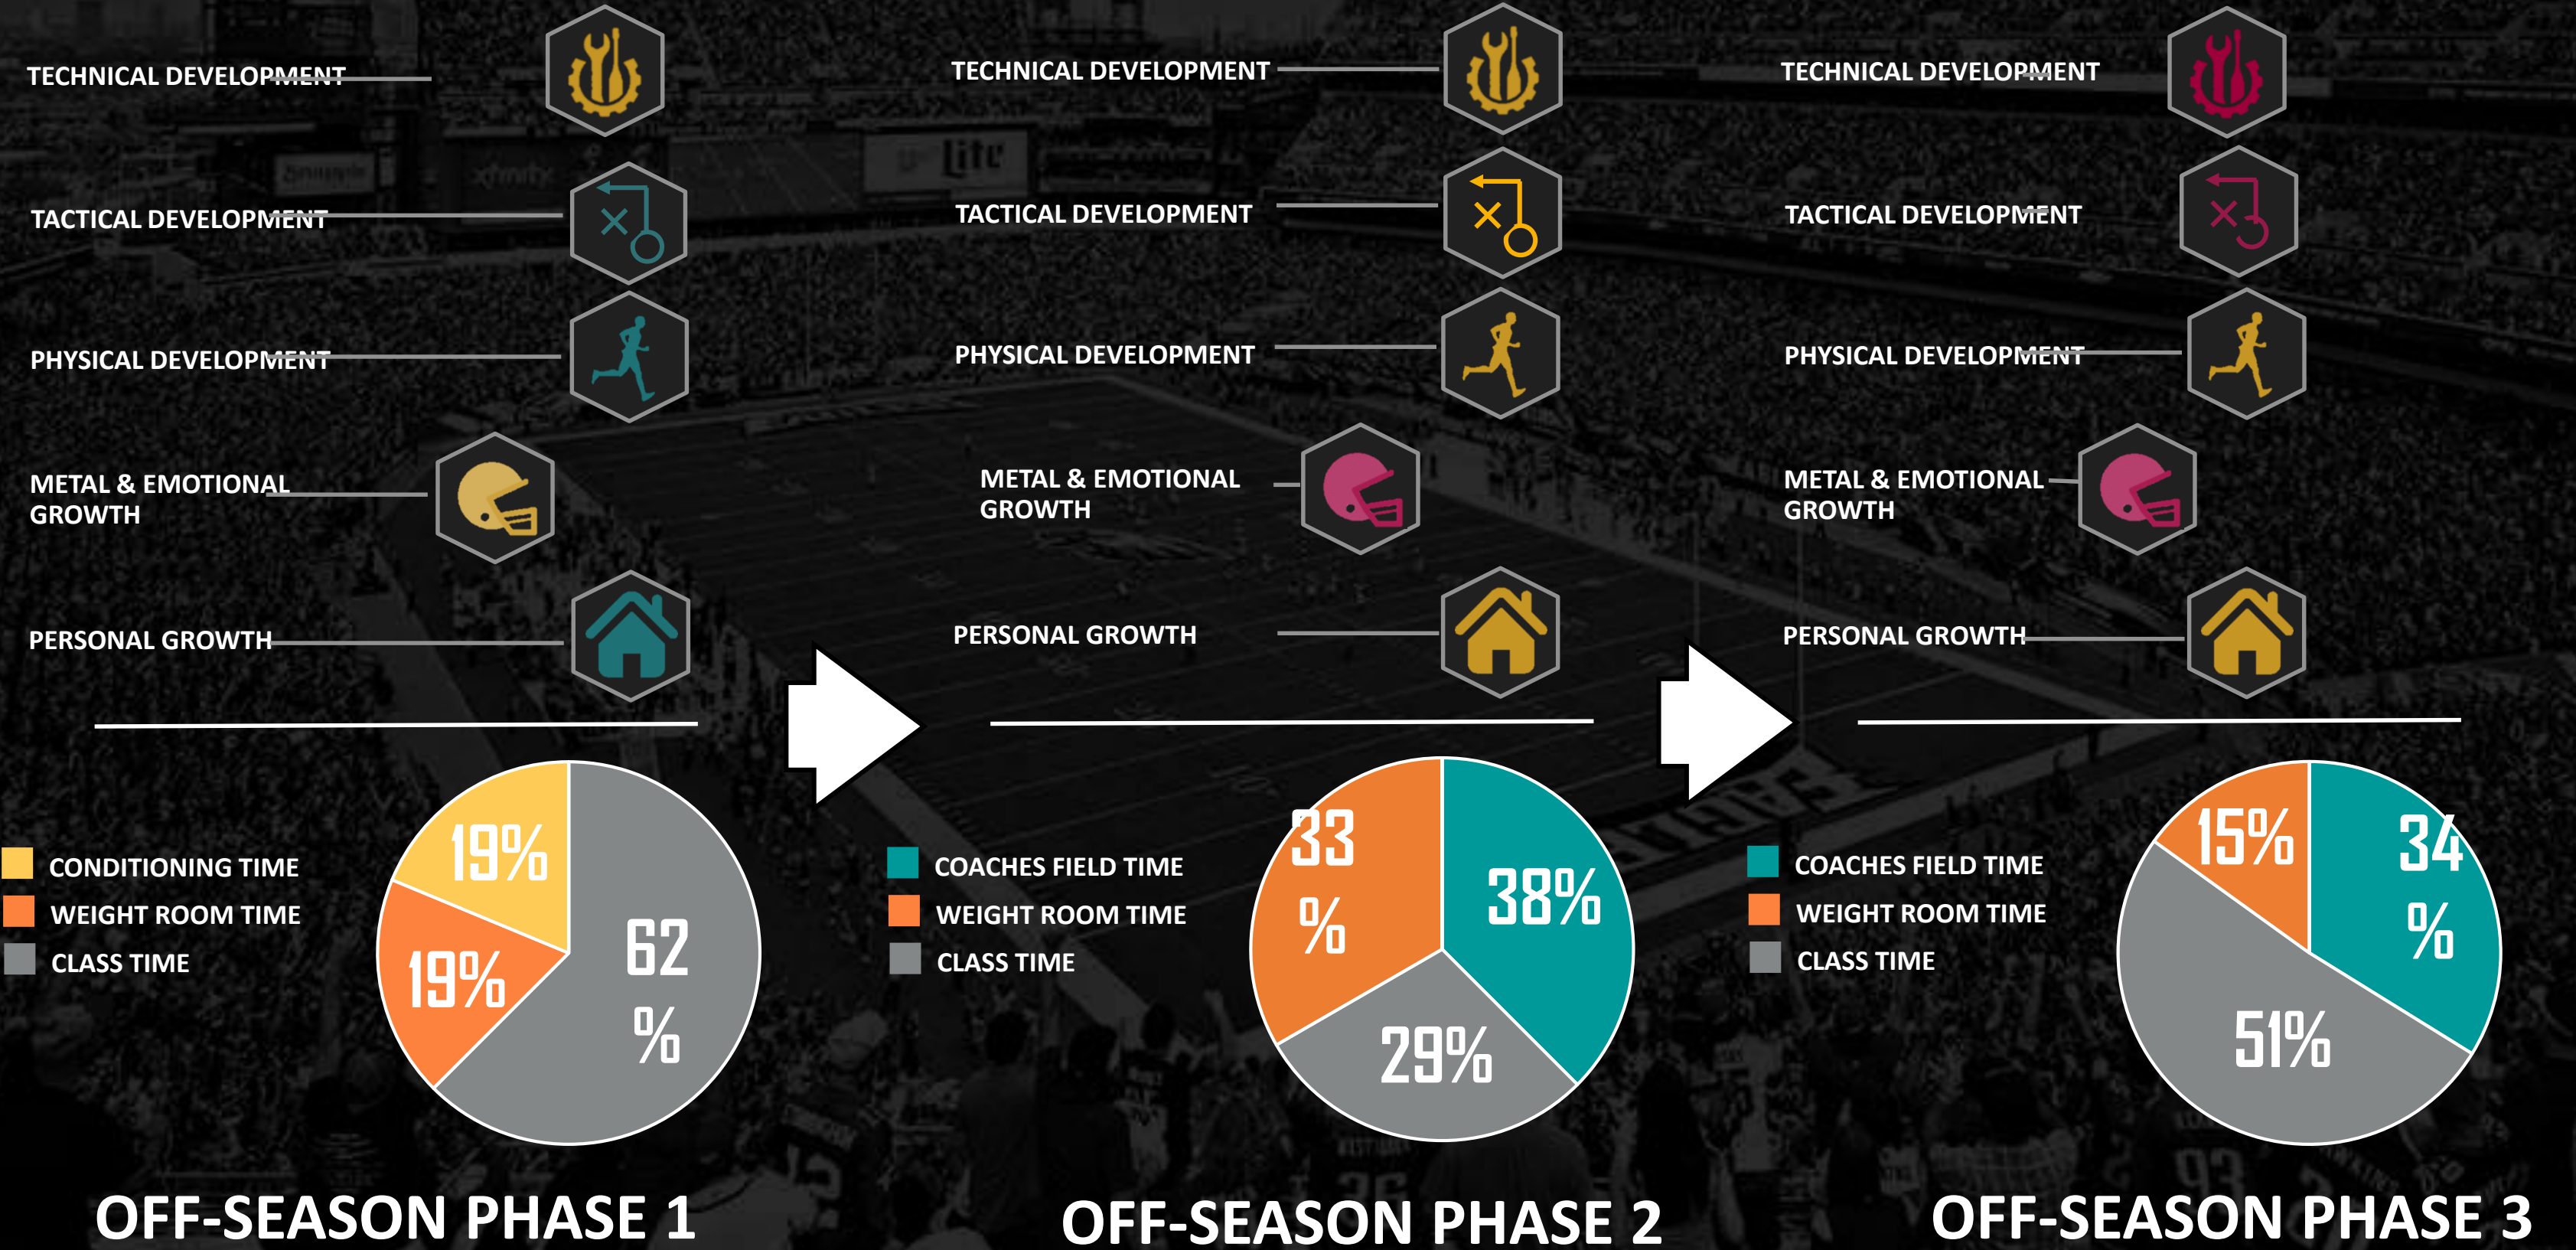 TECHNICAL DEVELOPMENT
TACTICAL DEVELOPMENT
PHYSICAL DEVELOPMENT
METAL & EMOTIONAL
GROWTH
PERSONAL GROWTH
CONDITIONING TIME
WEIGHT ROOM TIME
CLASS TIME
19%
19%
62
%
OFF-SEASON PHASE 1
TECHNICAL DEVELOPMENT
TACTICAL DEVELOPMENT
PHYSICAL DEVELOPMENT
METAL & EMOTIONAL
GROWTH
PERSONAL GROWTH
COACHES FIELD TIME
WEIGHT ROOM TIME
CLASS TIME
33
%
38%
29%
OFF-SEASON PHASE 2
TECHNICAL DEVELOPMENT
TACTICAL DEVELOPMENT
PHYSICAL DEVELOPMENT
METAL & EMOTIONAL
GROWTH
PERSONAL GROWTH
COACHES FIELD TIME
WEIGHT ROOM TIME
CLASS TIME
15%
34
%
51%
OFF-SEASON PHASE 3
Lite
xfinity
EAGLES
93